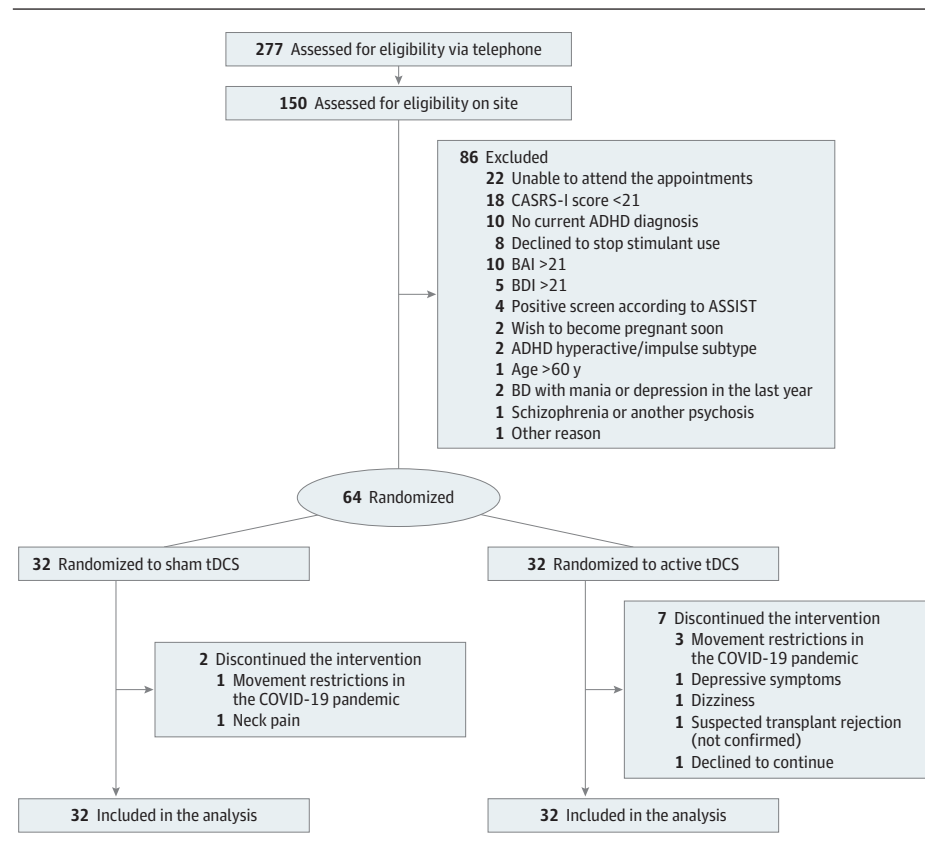 277 Assessed for eligibility via telephone
150 Assessed for eligibility on site
86 Excluded
22 Unable to attend the appointments
18 CASRS-I score <21
10 No current ADHD diagnosis
8 Declined to stop stimulant use
10 BAI >21
5 BDI >21
4 Positive screen according to ASSIST
2 Wish to become pregnant soon
2 ADHD hyperactive/impulse subtype
1 Age >60 y
2 BD with mania or depression in the last year
1 Schizophrenia or another psychosis
1 Other reason
64 Randomized
32 Randomized to sham tDCS
2 Discontinued the intervention
1 Movement restrictions in
the COVID-19 pandemic
1 Neck pain
32 Included in the analysis
32 Randomized to active tDCS
7 Discontinued the intervention
3 Movement restrictions in
the COVID-19 pandemic
1 Depressive symptoms
1 Dizziness
1 Suspected transplant rejection
(not confirmed)
1 Declined to continue
32 Included in the analysis